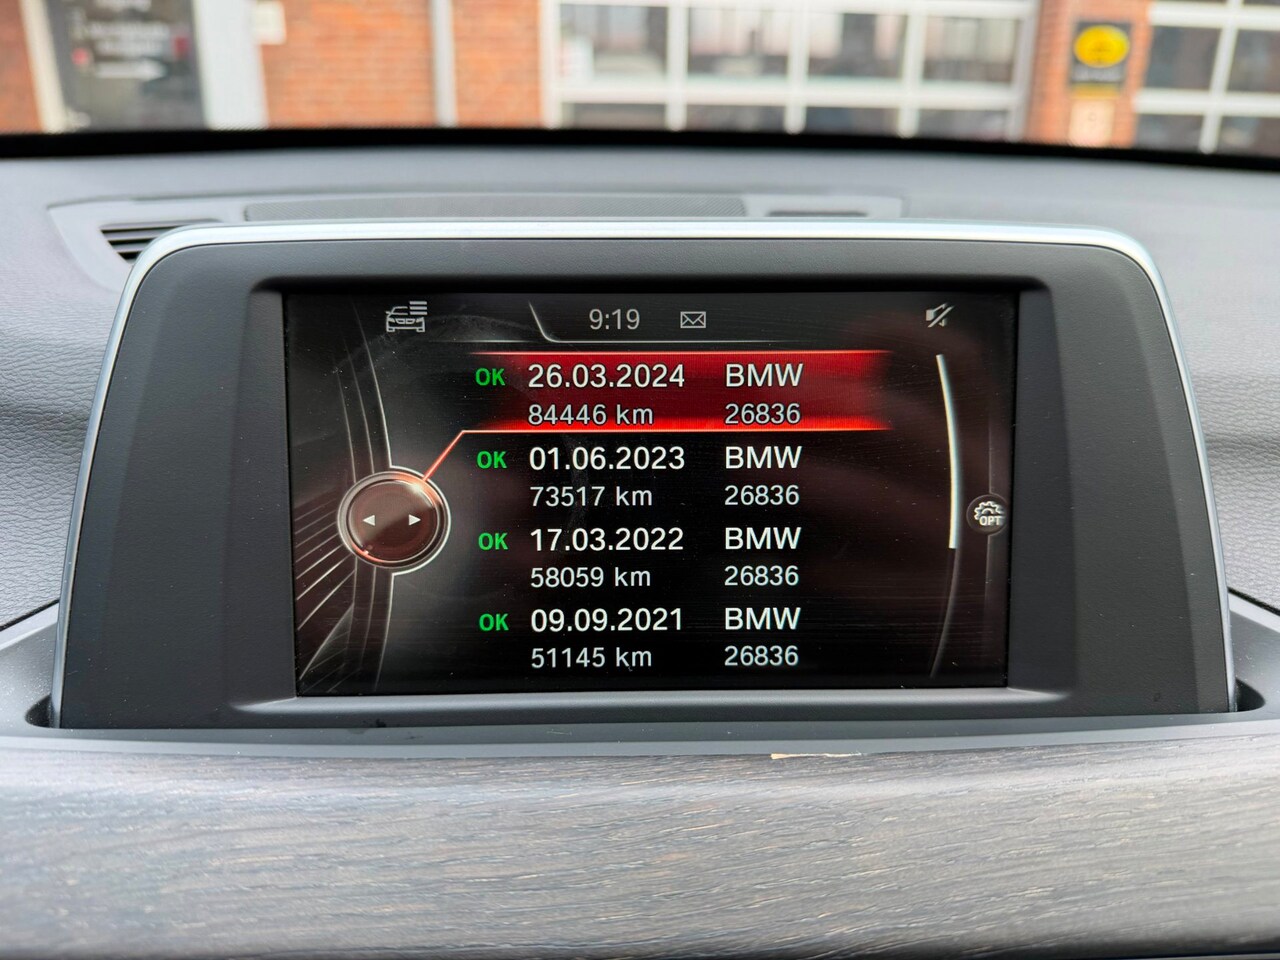 9:19
OK 26.03.2024 BMW
84446 km 26836
OK 01.06.2023 BMW
73517 km 26836
OK 17.03.2022 BMW
58059 km 26836
OK 09.09.2021 BMW
51145 km 26836
OPT